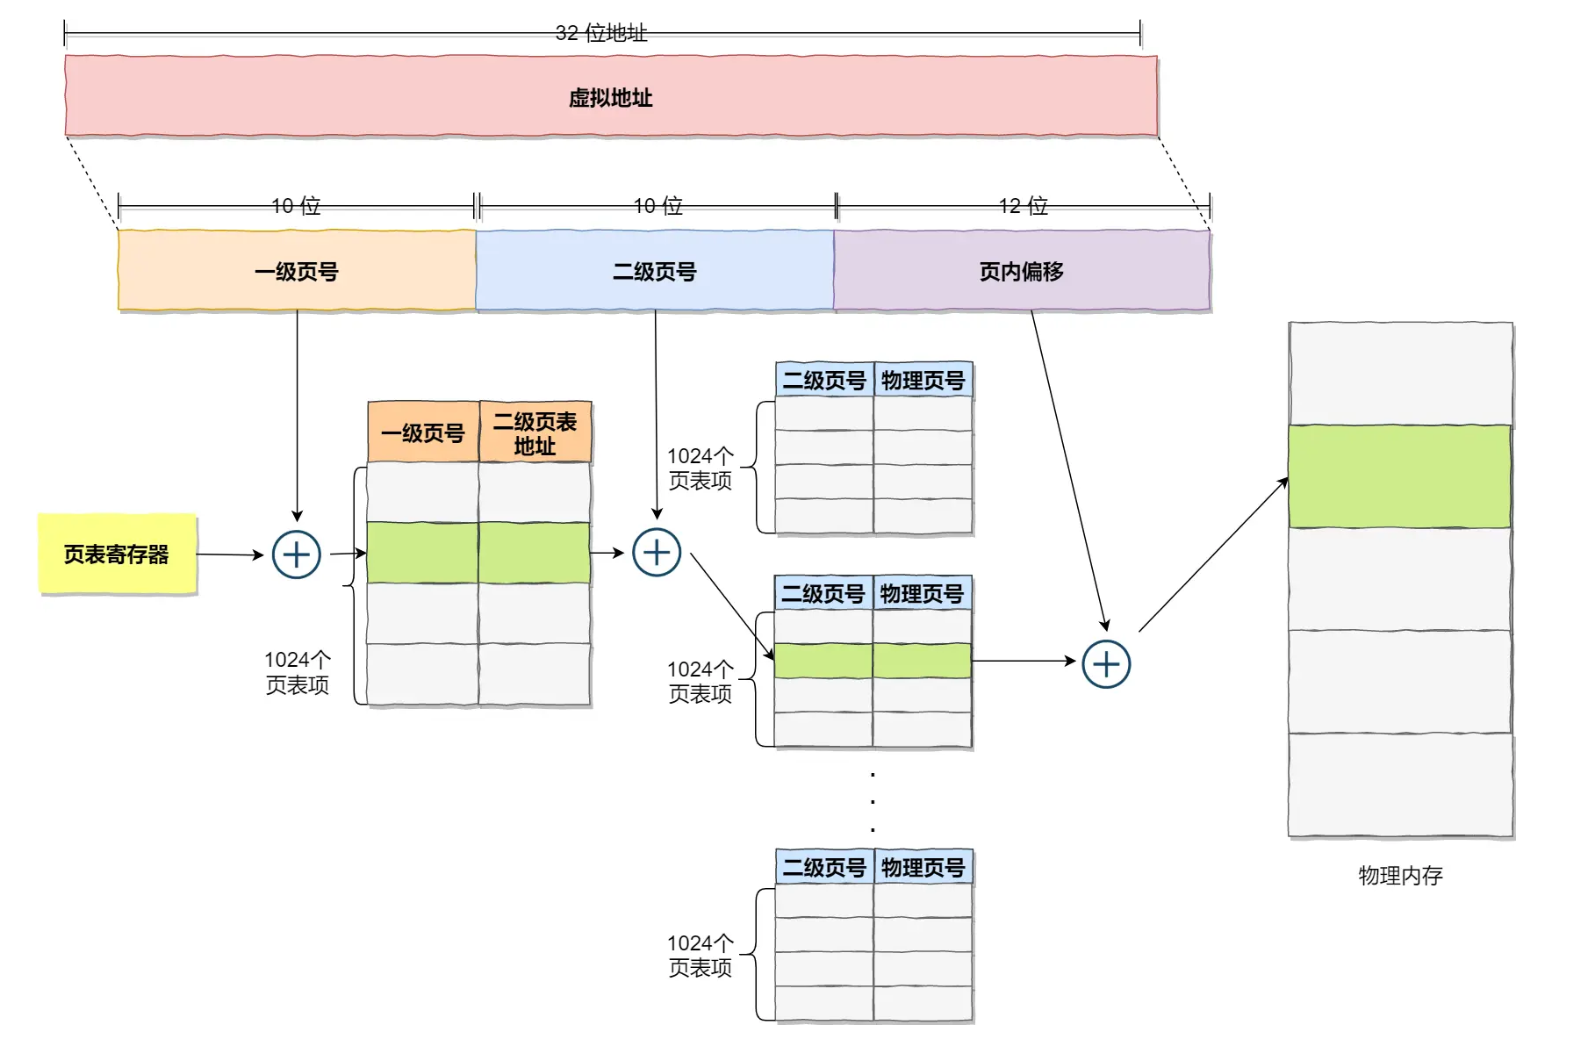 32 位地址
虚拟地址
10 位
10 位
12 位
一级页号
二级页号
页内偏移
二级页号
物理页号
1024个
页表项
一级页号
二级页表
地址
页表寄存器
1024个
页表项
二级页号
物理页号
1024个
页表项
.
.
.
二级页号
物理页号
1024个
页表项
物理内存